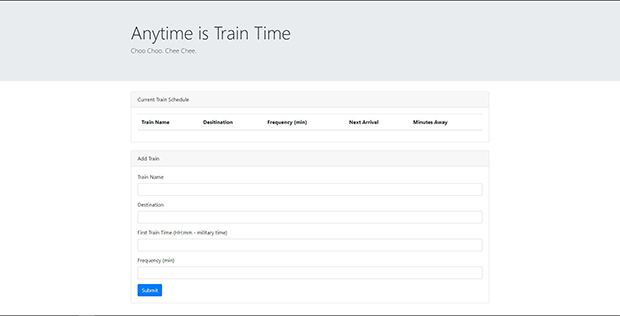 Anytime is Train Time
Choo Choo. Chee Chee.
Current Train Schedule
Train Name Desitination Frequency (min) Next Arrival Minutes Away
Add Train
Train Name
Destination
First Train Time (HH:mm - military time)
Frequency (min)
Submit